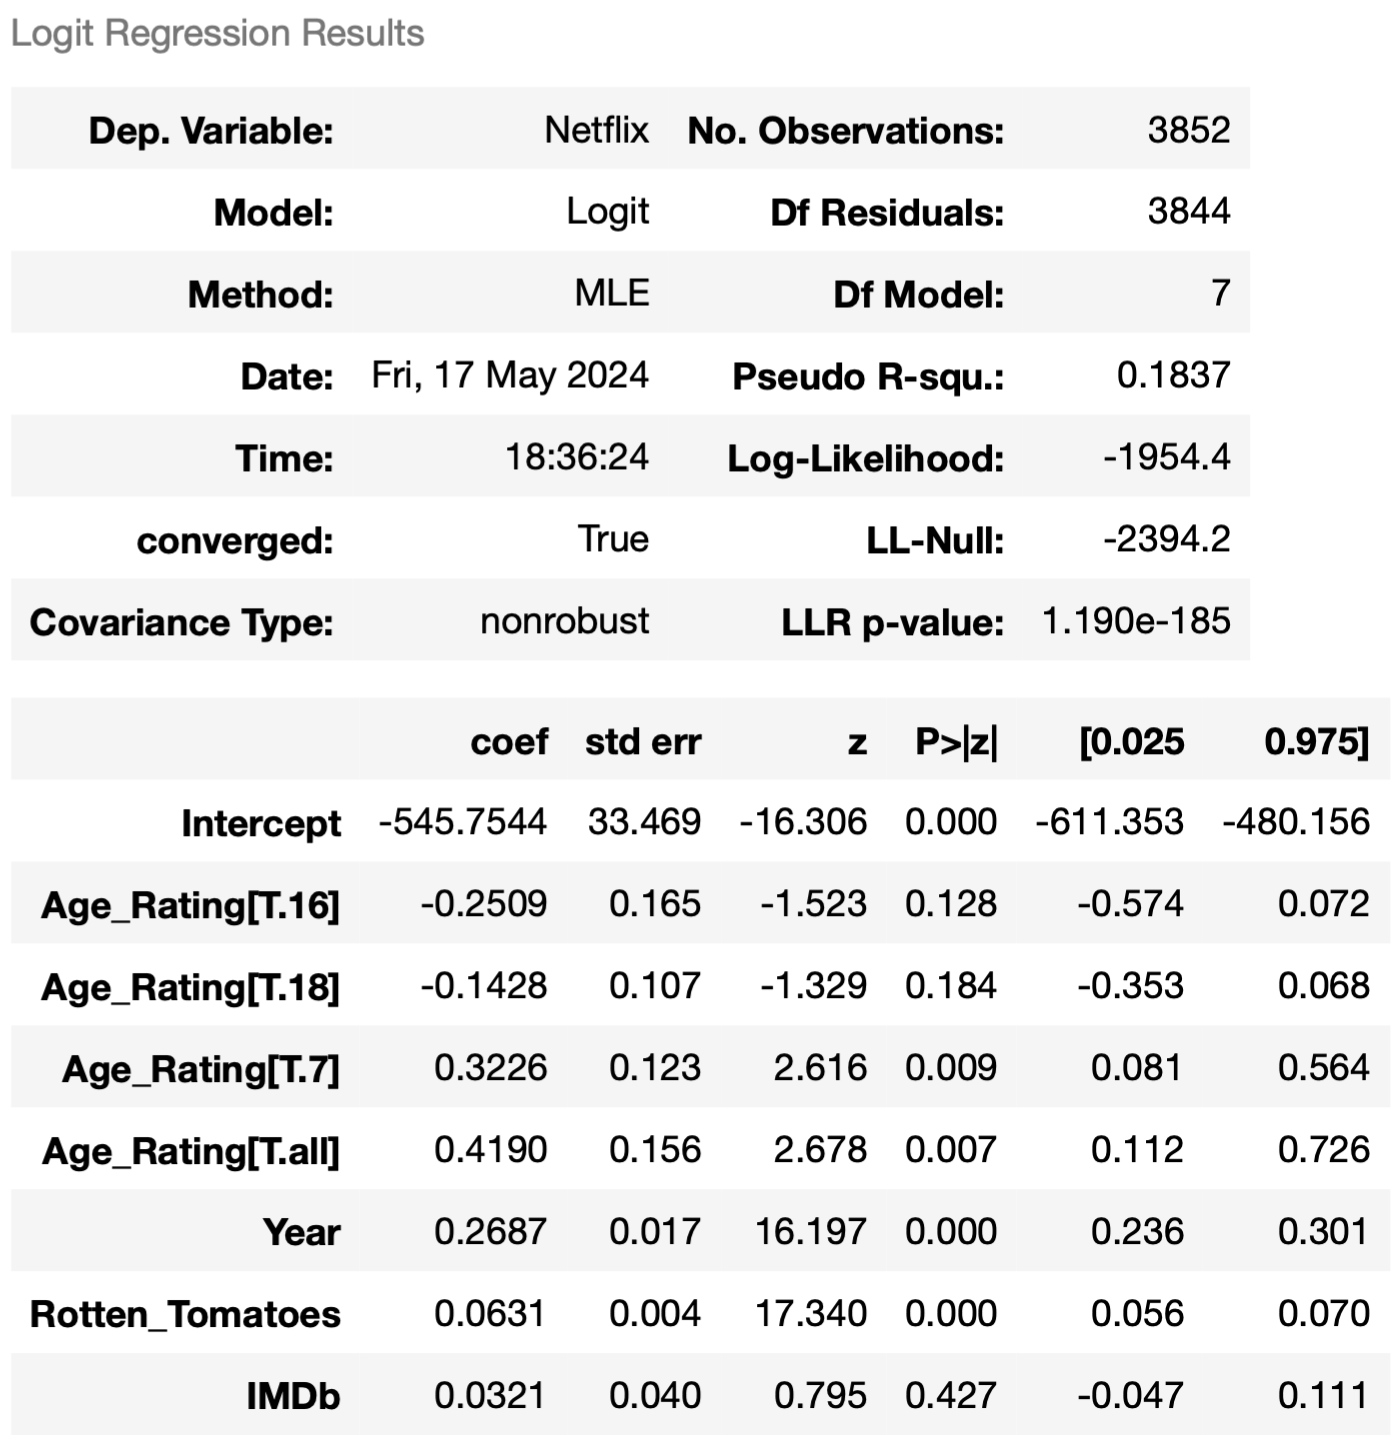 Logit Regression Results
Dep. Variable: Netflix No. Observations: 3852
Model: Logit Df Residuals: 3844
Method: MLE Df Model: 7
Date: Fri, 17 May 2024 Pseudo R-squ.: 0.1837
Time: 18:36:24 Log-Likelihood: -1954.4
converged: True LL-Null: -2394.2
Covariance Type: nonrobust LLR p-value: 1.190e-185
coef std err z P>|z| [0.025 0.975]
Intercept -545.7544 33.469 -16.306 0.000 -611.353 -480.156
Age_Rating[T.16] -0.2509 0.165 -1.523 0.128 -0.574 0.072
Age_Rating[T.18] -0.1428 0.107 -1.329 0.184 -0.353 0.068
Age_Rating[T.7] 0.3226 0.123 2.616 0.009 0.081 0.564
Age_Rating[T.all] 0.4190 0.156 2.678 0.007 0.112 0.726
Year 0.2687 0.017 16.197 0.000 0.236 0.301
Rotten_Tomatoes 0.0631 0.004 17.340 0.000 0.056 0.070
IMDb 0.0321 0.040 0.795 0.427 -0.047 0.111